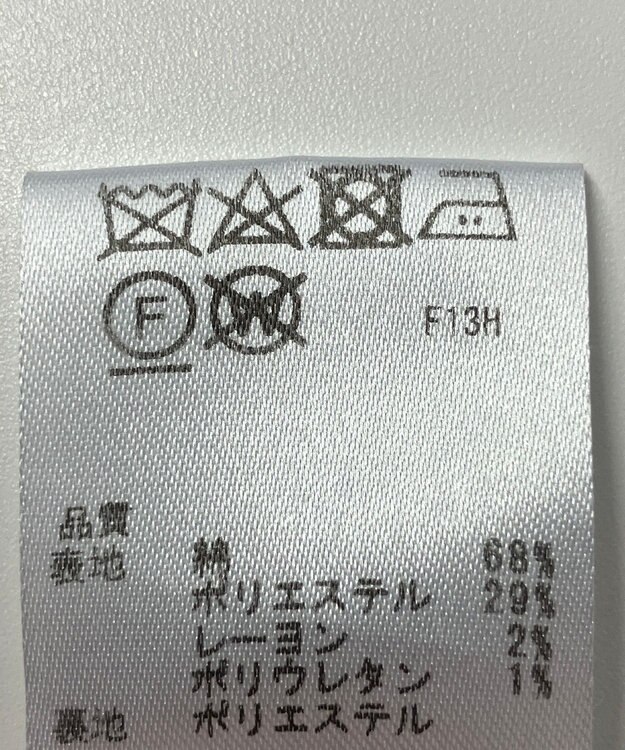 F W F13H
品質
表地 綿 68%
ポリエステル 29%
レーヨン 2%
ポリウレタン 1%
裏地 ポリエステル